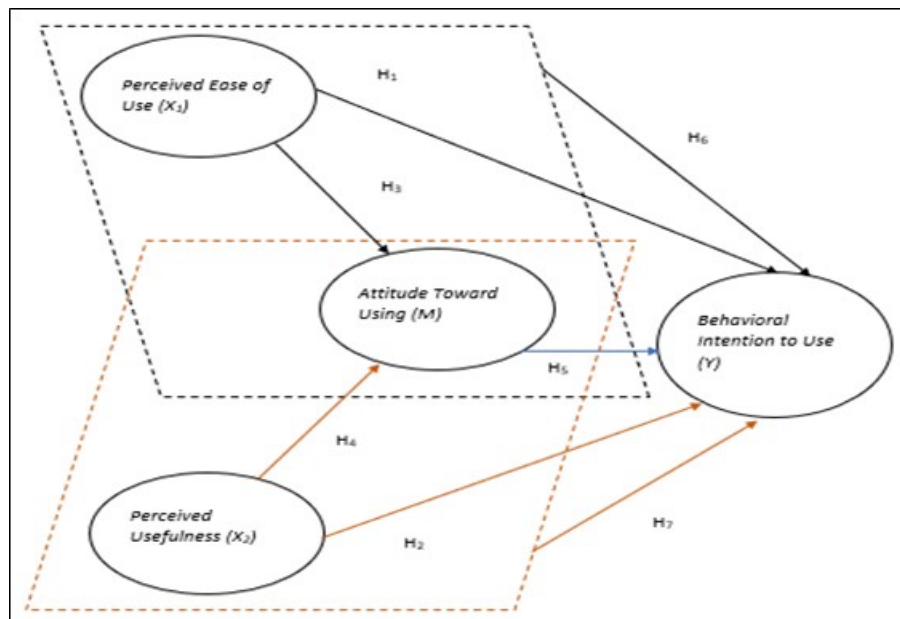 Perceived Ease of
Use (X₁)
H₁
H₆
H₃
Attitude Toward
Using (M)
Behavioral
Intention to Use
(Y)
H₅
H₄
Perceived
Usefulness (X₂)
H₂
H₇